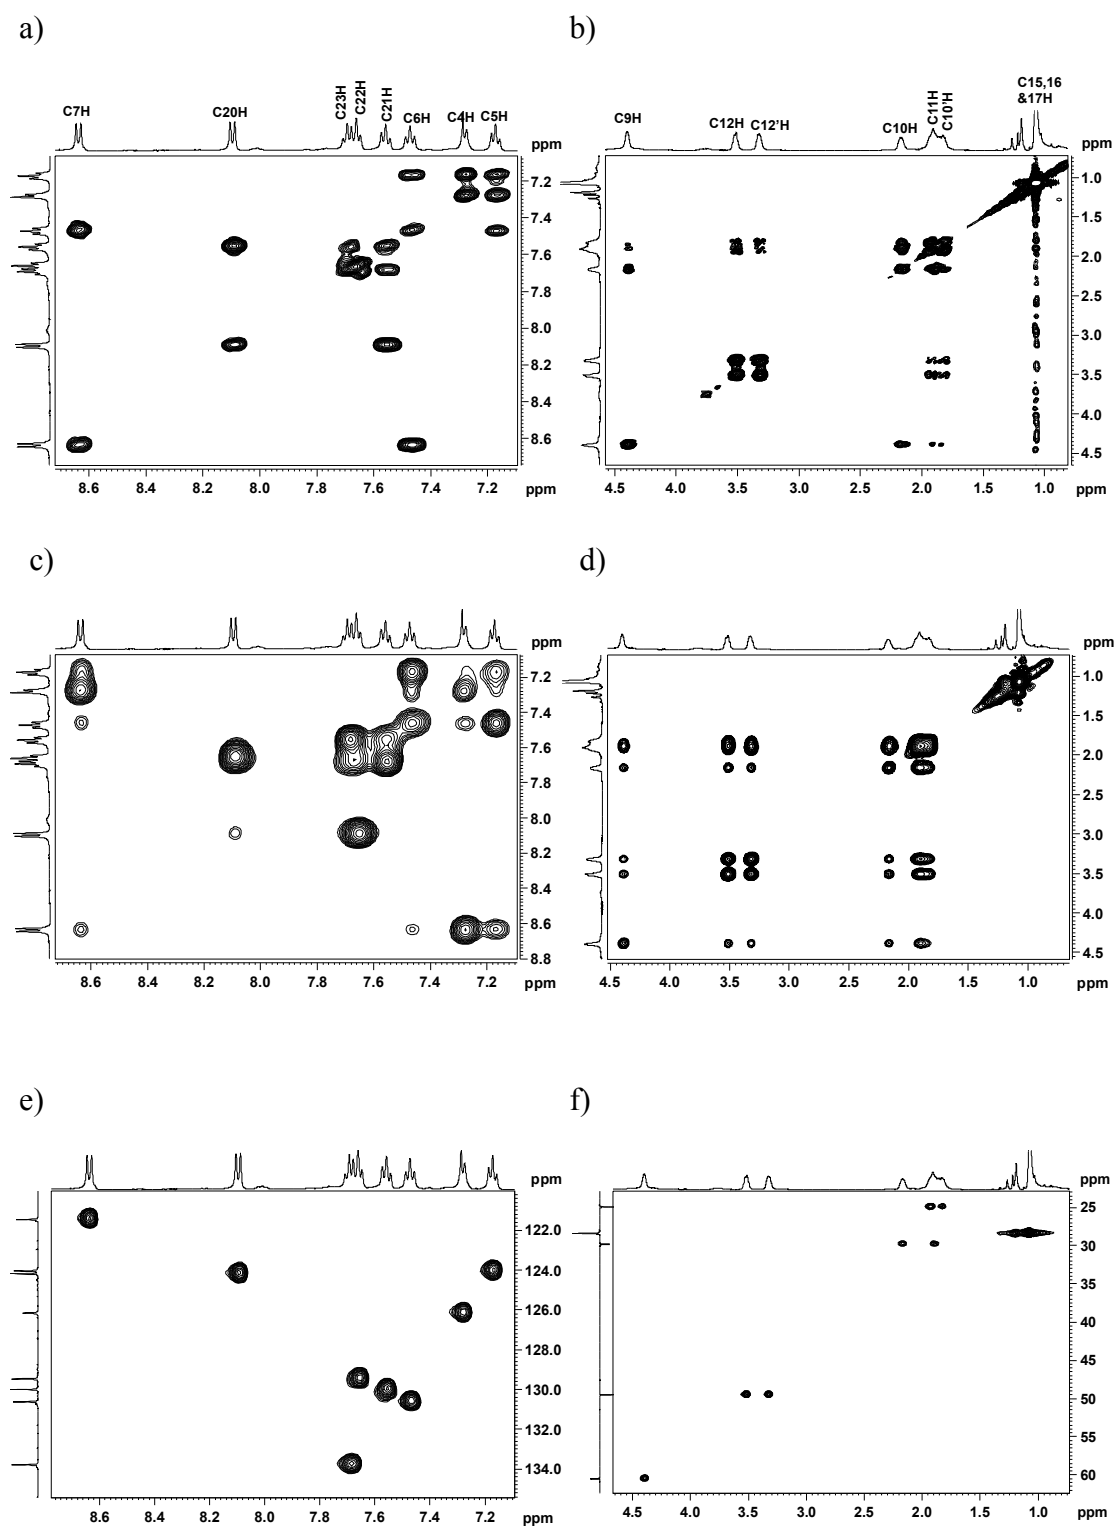 a)
b)
C7H
C20H
C23H
C22H
C21H
C6H
C4H
C5H
ppm
7.2
7.4
7.6
7.8
8.0
8.2
8.4
8.6
8.6 8.4 8.2 8.0 7.8 7.6 7.4 7.2 ppm
C9H
C12H
C12'H
C10H
C11H
C10'H
C15,16
&17H
ppm
1.0
1.5
2.0
2.5
3.0
3.5
4.0
4.5
4.5 4.0 3.5 3.0 2.5 2.0 1.5 1.0 ppm
c)
d)
ppm
7.2
7.4
7.6
7.8
8.0
8.2
8.4
8.6
8.8
8.6 8.4 8.2 8.0 7.8 7.6 7.4 7.2 ppm
ppm
1.0
1.5
2.0
2.5
3.0
3.5
4.0
4.5
4.5 4.0 3.5 3.0 2.5 2.0 1.5 1.0 ppm
e)
f)
ppm
122.0
124.0
126.0
128.0
130.0
132.0
134.0
8.6 8.4 8.2 8.0 7.8 7.6 7.4 7.2 ppm
ppm
25
30
35
40
45
50
55
60
4.5 4.0 3.5 3.0 2.5 2.0 1.5 1.0 ppm